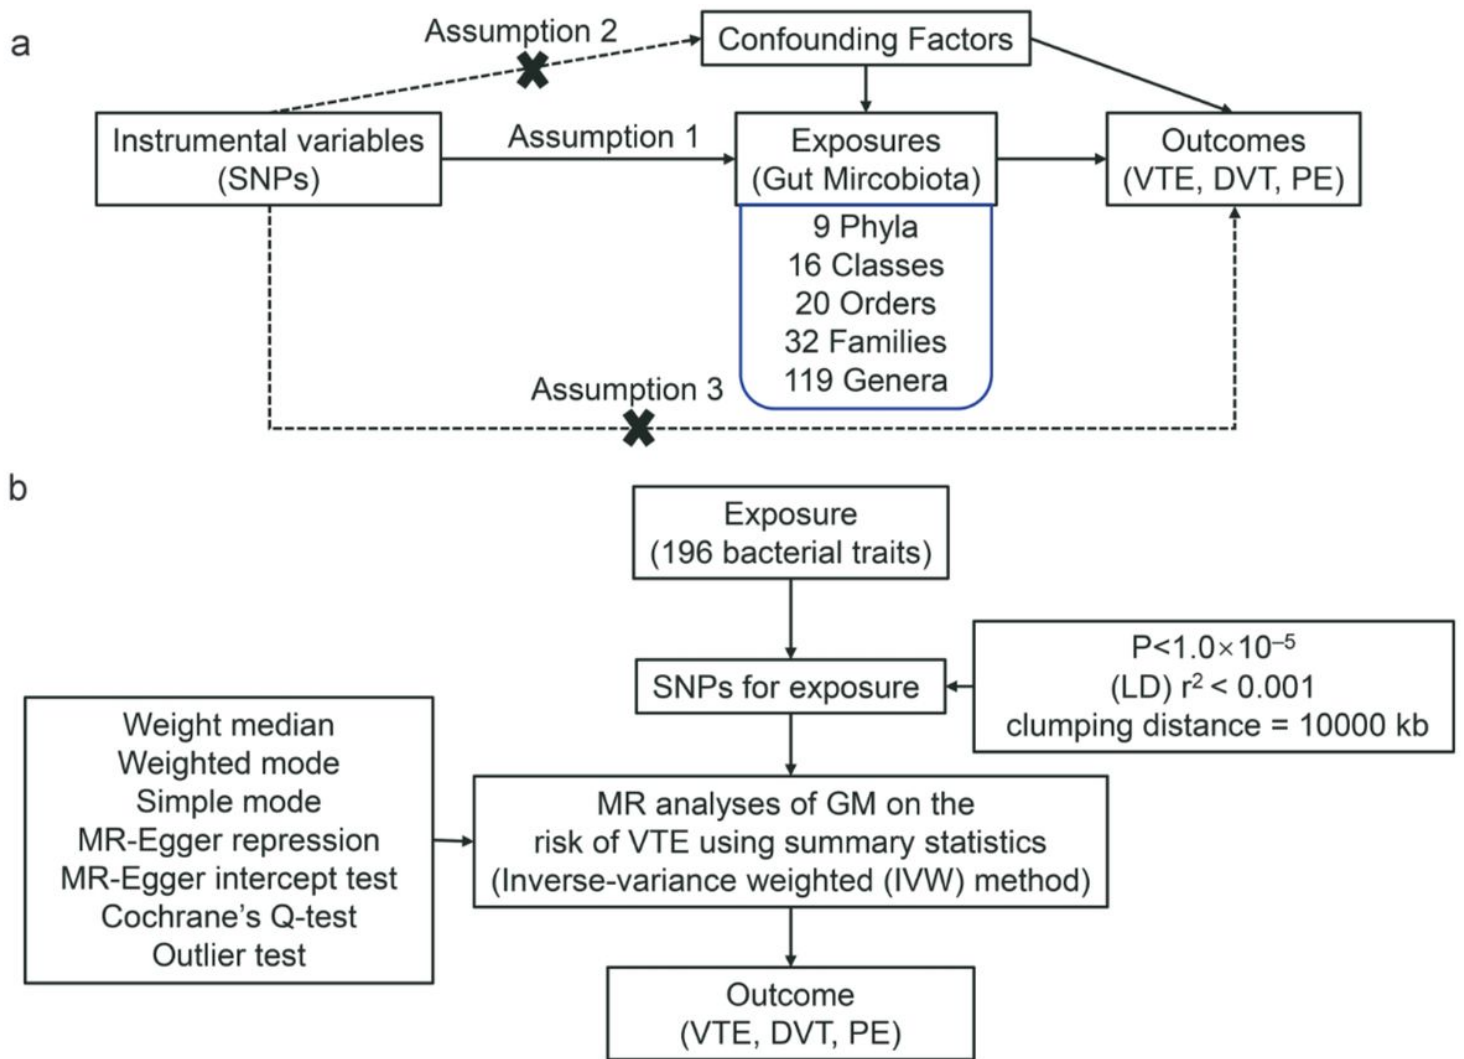 a
Assumption 2
Confounding Factors
Instrumental variables
(SNPs)
Assumption 1
Exposures
(Gut Mircobiota)
Outcomes
(VTE, DVT, PE)
9 Phyla
16 Classes
20 Orders
32 Families
119 Genera
Assumption 3
b
Exposure
(196 bacterial traits)
SNPs for exposure
P<1.0×10⁻⁵
(LD) r² < 0.001
clumping distance = 10000 kb
Weight median
Weighted mode
Simple mode
MR-Egger repression
MR-Egger intercept test
Cochrane’s Q-test
Outlier test
MR analyses of GM on the
risk of VTE using summary statistics
(Inverse-variance weighted (IVW) method)
Outcome
(VTE, DVT, PE)